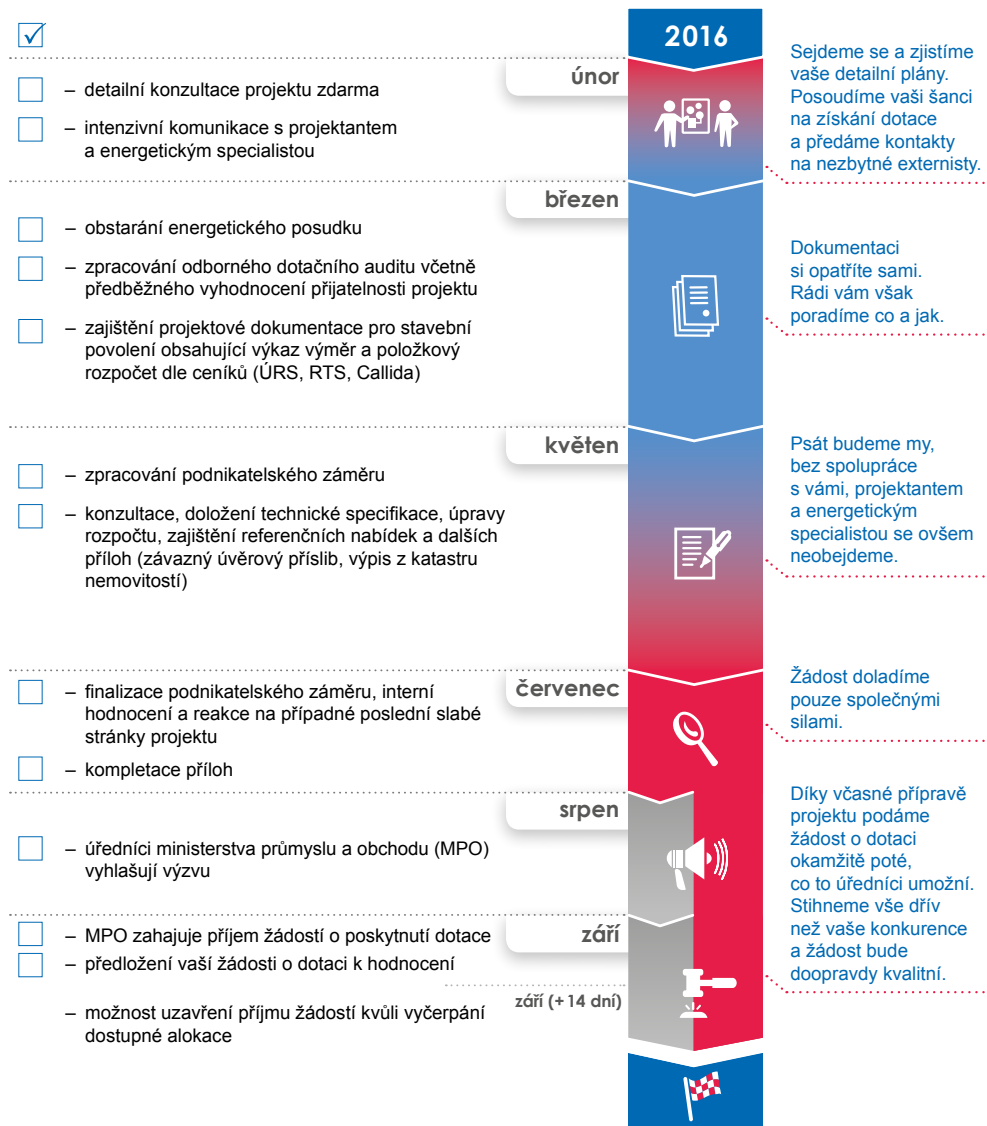 2016
únor
– detailní konzultace projektu zdarma
– intenzivní komunikace s projektantem
a energetickým specialistou
Sejdeme se a zjistíme
vaše detailní plány.
Posoudíme vaši šanci
na získání dotace
a předáme kontakty
na nezbytné externisty.
březen
– obstarání energetického posudku
– zpracování odborného dotačního auditu včetně
předběžného vyhodnocení přijatelnosti projektu
– zajištění projektové dokumentace pro stavební
povolení obsahující výkaz výměr a položkový
rozpočet dle ceníků (ÚRS, RTS, Callida)
Dokumentaci
si opatříte sami.
Rádi vám však
poradíme co a jak.
květen
– zpracování podnikatelského záměru
– konzultace, doložení technické specifikace, úpravy
rozpočtu, zajištění referenčních nabídek a dalších
příloh (závazný úvěrový příslib, výpis z katastru
nemovitostí)
Psát budeme my,
bez spolupráce
s vámi, projektantem
a energetickým
specialistou se ovšem
neobejdeme.
červenec
– finalizace podnikatelského záměru, interní
hodnocení a reakce na případné poslední slabé
stránky projektu
– kompletace příloh
Žádost doladíme
pouze společnými
silami.
srpen
– úředníci ministerstva průmyslu a obchodu (MPO)
vyhlašují výzvu
Díky včasné přípravě
projektu podáme
žádost o dotaci
okamžitě poté,
co to úředníci umožní.
Stihneme vše dřív
než vaše konkurence
a žádost bude
doopravdy kvalitní.
září
– MPO zahajuje příjem žádostí o poskytnutí dotace
– předložení vaší žádosti o dotaci k hodnocení
září (+ 14 dní)
– možnost uzavření příjmu žádostí kvůli vyčerpání
dostupné alokace